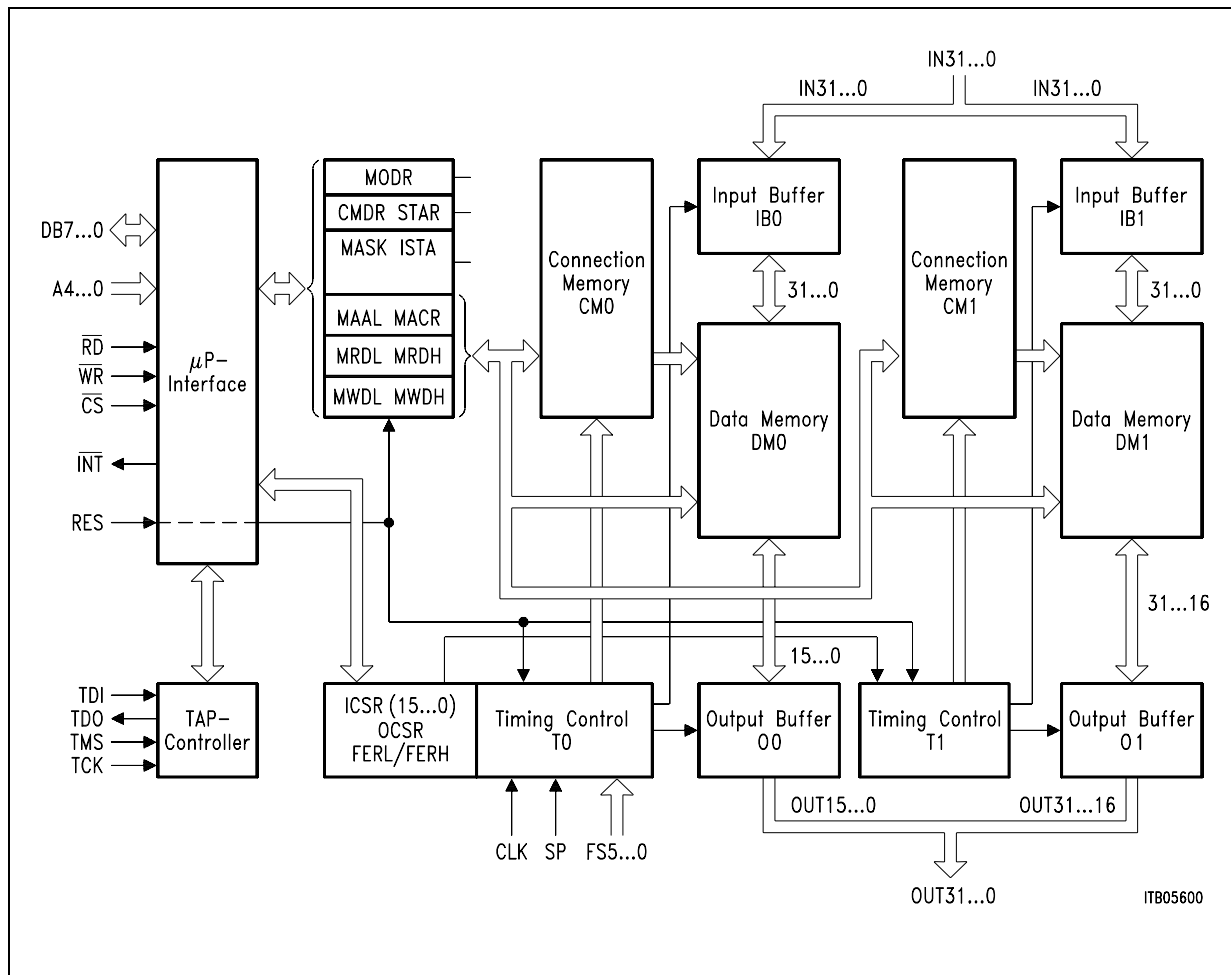 IN31...0
IN31...0
IN31...0
MODR
CMDR STAR
MASK ISTA
MAAL MACR
MRDL MRDH
MWDL MWDH
Input Buffer
IB0
Input Buffer
IB1
DB7...0
A4...0
RD
WR
CS
INT
RES
μP-
Interface
Connection
Memory
CM0
31...0
Connection
Memory
CM1
31...0
Data Memory
DM0
Data Memory
DM1
31...16
15...0
TDI
TDO
TMS
TCK
TAP-
Controller
ICSR (15...0)
OCSR
FERL/FERH
Timing Control
T0
Output Buffer
O0
Timing Control
T1
Output Buffer
O1
OUT15...0
OUT31...16
CLK
SP
FS5...0
OUT31...0
ITB05600